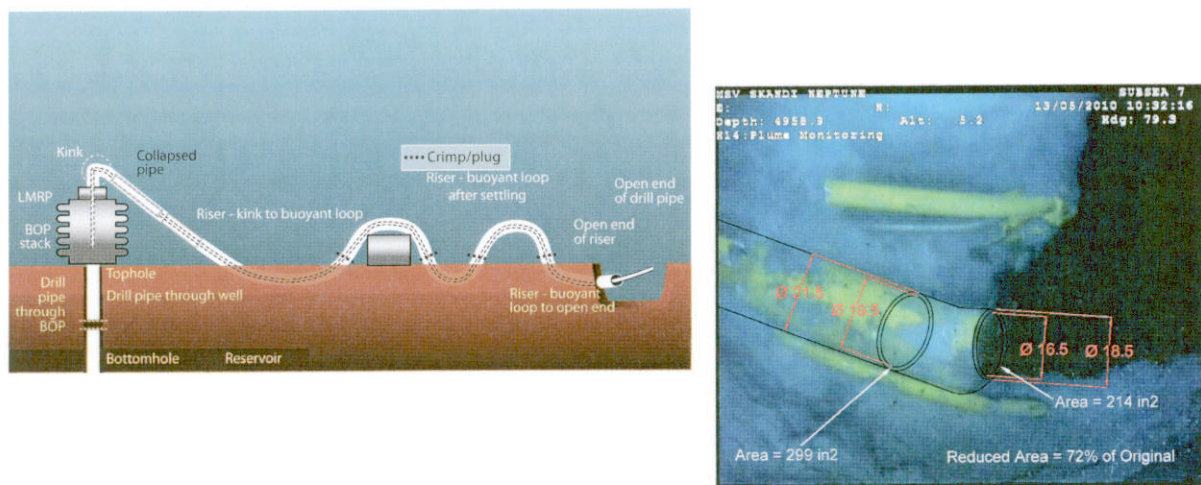 Kink
Collapsed
pipe
Crimp/plug
Riser - buoyant loop
after settling
Open end
of drill pipe
LMRP
BOP
stack
Riser - kink to buoyant loop
Open end
of riser
Tophole
Drill
pipe
through
BOP
Drill pipe through well
Riser - buoyant
loop to open end
Bottomhole
Reservoir
MSV SKANDI NEPTUNE SUBSEA 7
E: N: 13/05/2010 10:32:16
Depth: 4958.9 Alt: 5.2 Hdg: 79.3
H14:Plume Monitoring
Ø 21.5
Ø 19.5
Ø 16.5
Ø 18.5
Area = 214 in2
Area = 299 in2
Reduced Area = 72% of Original